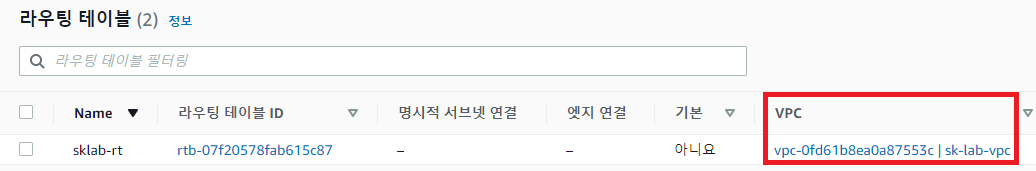 라우팅 테이블 (2) 정보
라우팅 테이블 필터링
Name 라우팅 테이블 ID 명시적 서브넷 연결 엣지 연결 기본 VPC
sklab-rt rtb-07f20578fab615c87 – – 아니요 vpc-0fd61b8ea0a87553c | sk-lab-vpc